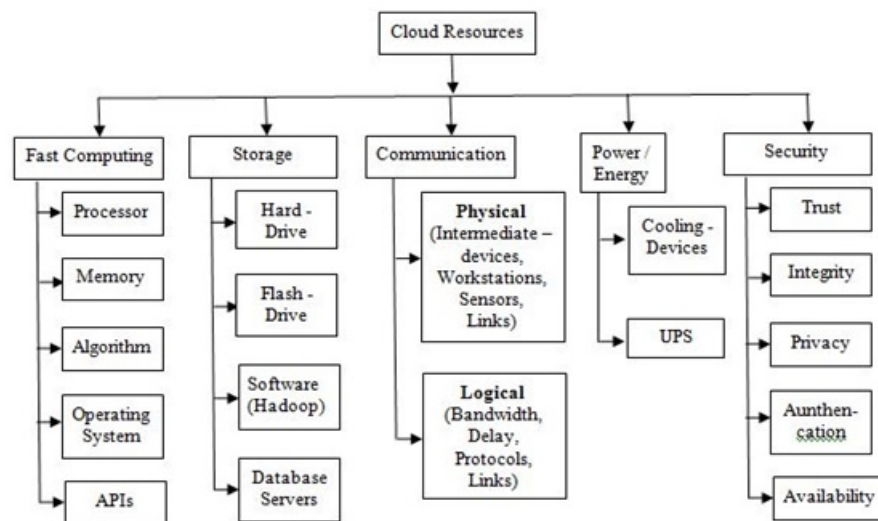 Cloud Resources
Fast Computing
Processor
Memory
Algorithm
Operating
System
APIs
Storage
Hard -
Drive
Flash -
Drive
Software
(Hadoop)
Database
Servers
Communication
Physical
(Intermediate –
devices,
Workstations,
Sensors,
Links)
Logical
(Bandwidth,
Delay,
Protocols,
Links)
Power /
Energy
Cooling -
Devices
UPS
Security
Trust
Integrity
Privacy
Aunthen-
cation
Availability